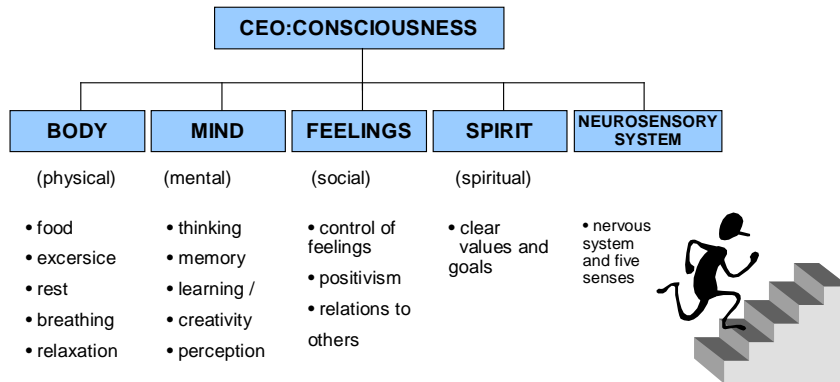 CEO:CONSCIOUSNESS
BODY
(physical)
• food
• excersice
• rest
• breathing
• relaxation
MIND
(mental)
• thinking
• memory
• learning /
• creativity
• perception
FEELINGS
(social)
• control of
feelings
• positivism
• relations to
others
SPIRIT
(spiritual)
• clear
values and
goals
NEUROSENSORY
SYSTEM
• nervous
system
and five
senses